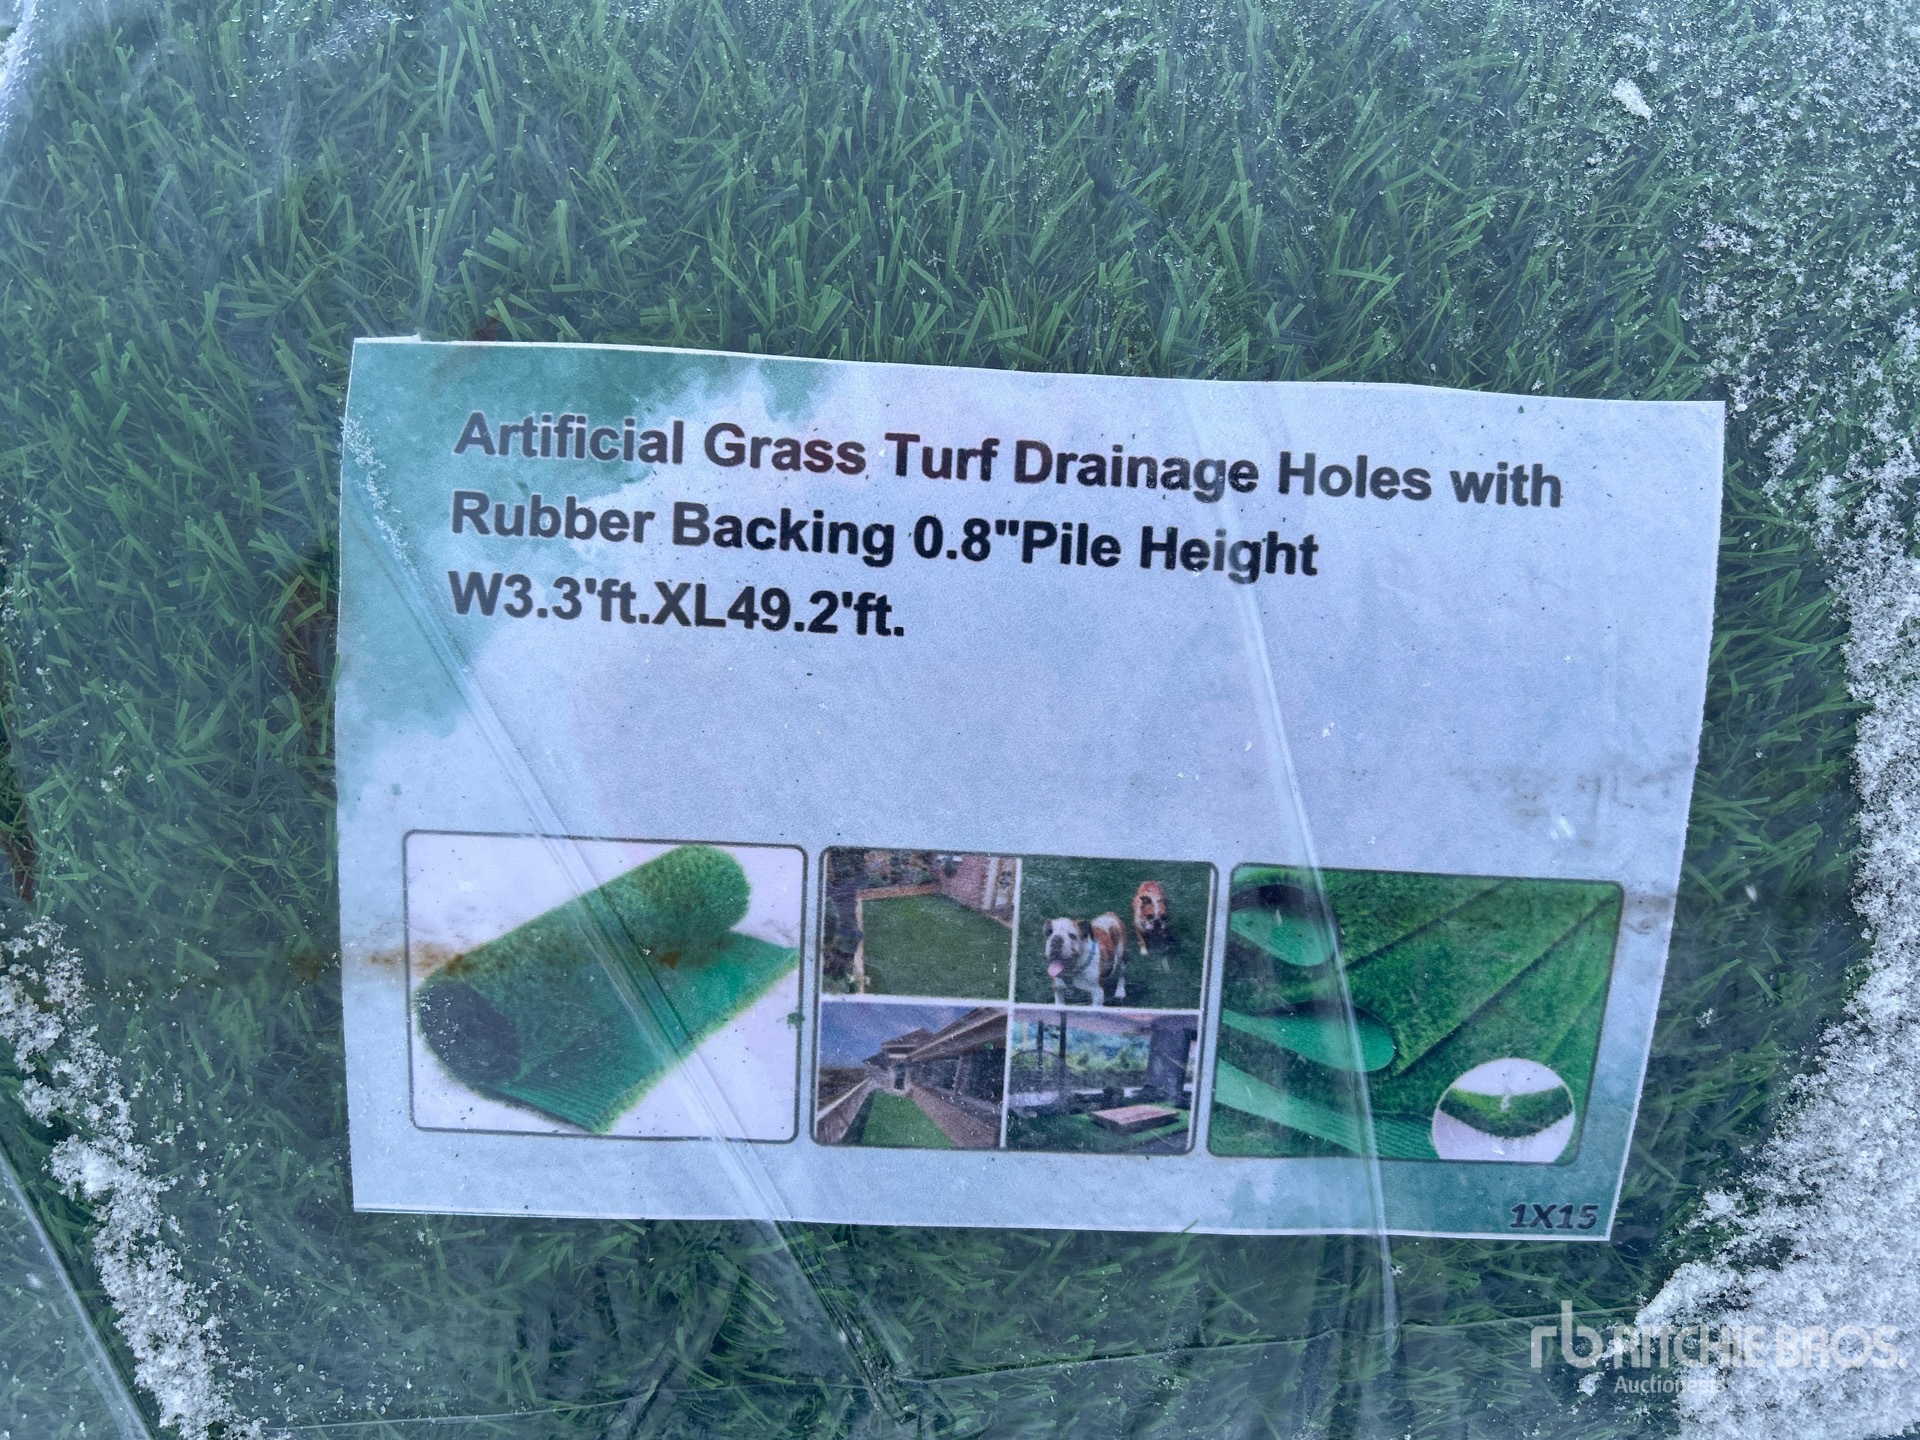 Artificial Grass Turf Drainage Holes with
Rubber Backing 0.8"Pile Height
W3.3'ft.XL49.2'ft.
1X15
rb RITCHIE BROS.
Auctioneers